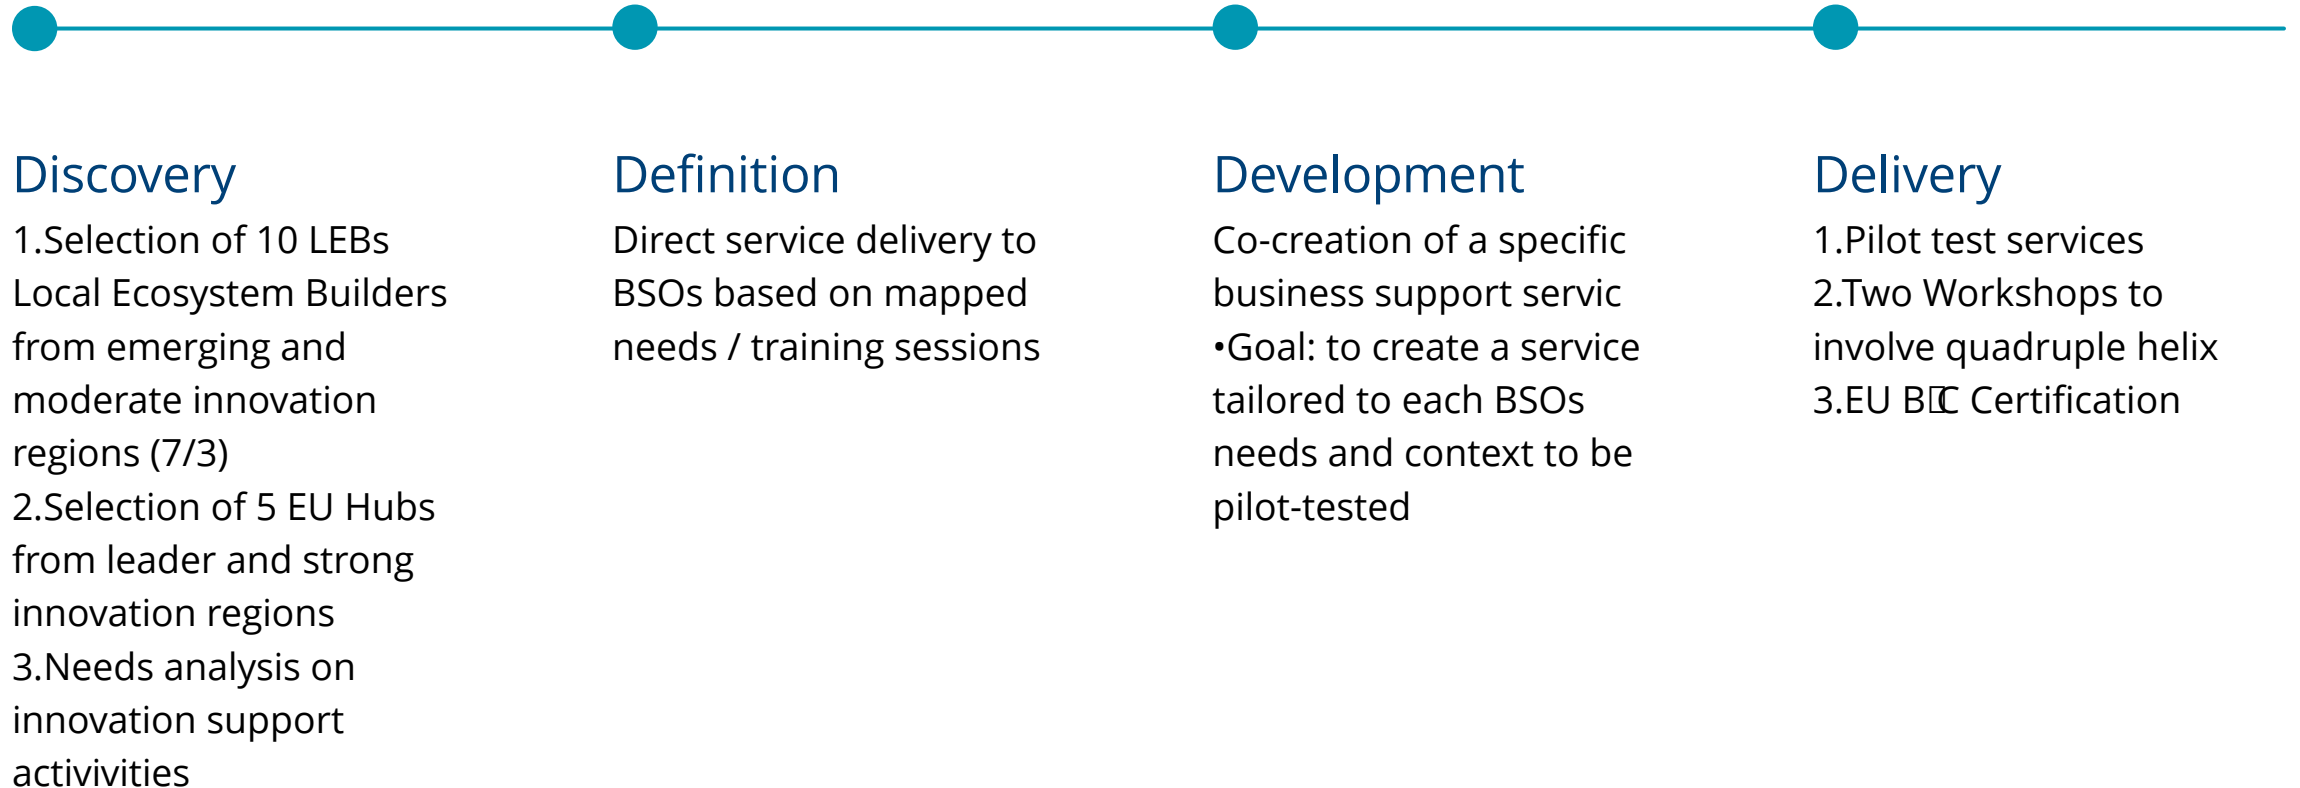 Discovery
1.Selection of 10 LEBs
Local Ecosystem Builders
from emerging and
moderate innovation
regions (7/3)
2.Selection of 5 EU Hubs
from leader and strong
innovation regions
3.Needs analysis on
innovation support
activivities
Definition
Direct service delivery to
BSOs based on mapped
needs / training sessions
Development
Co-creation of a specific
business support servic
•Goal: to create a service
tailored to each BSOs
needs and context to be
pilot-tested
Delivery
1.Pilot test services
2.Two Workshops to
involve quadruple helix
3.EU Certification